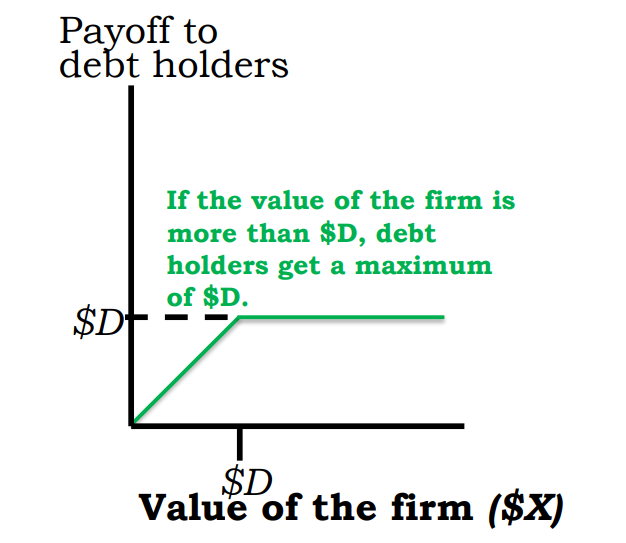 Payoff to
debt holders
If the value of the firm is
more than $D, debt
holders get a maximum
of $D.
$D
$D
Value of the firm ($X)